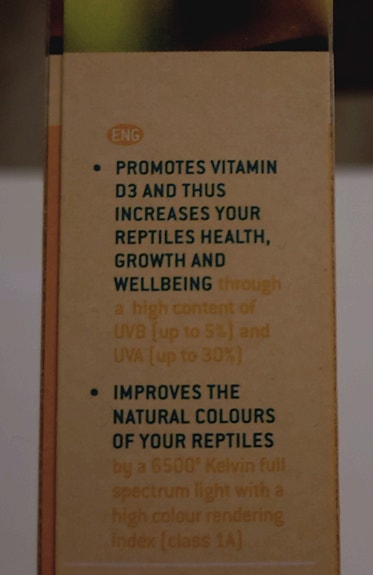 ENG
• PROMOTES VITAMIN
D3 AND THUS
INCREASES YOUR
REPTILES HEALTH,
GROWTH AND
WELLBEING through
a high content of
UVB (up to 5%) and
UVA (up to 30%)
• IMPROVES THE
NATURAL COLOURS
OF YOUR REPTILES
by a 6500° Kelvin full
spectrum light with a
high colour rendering
index (class 1A)